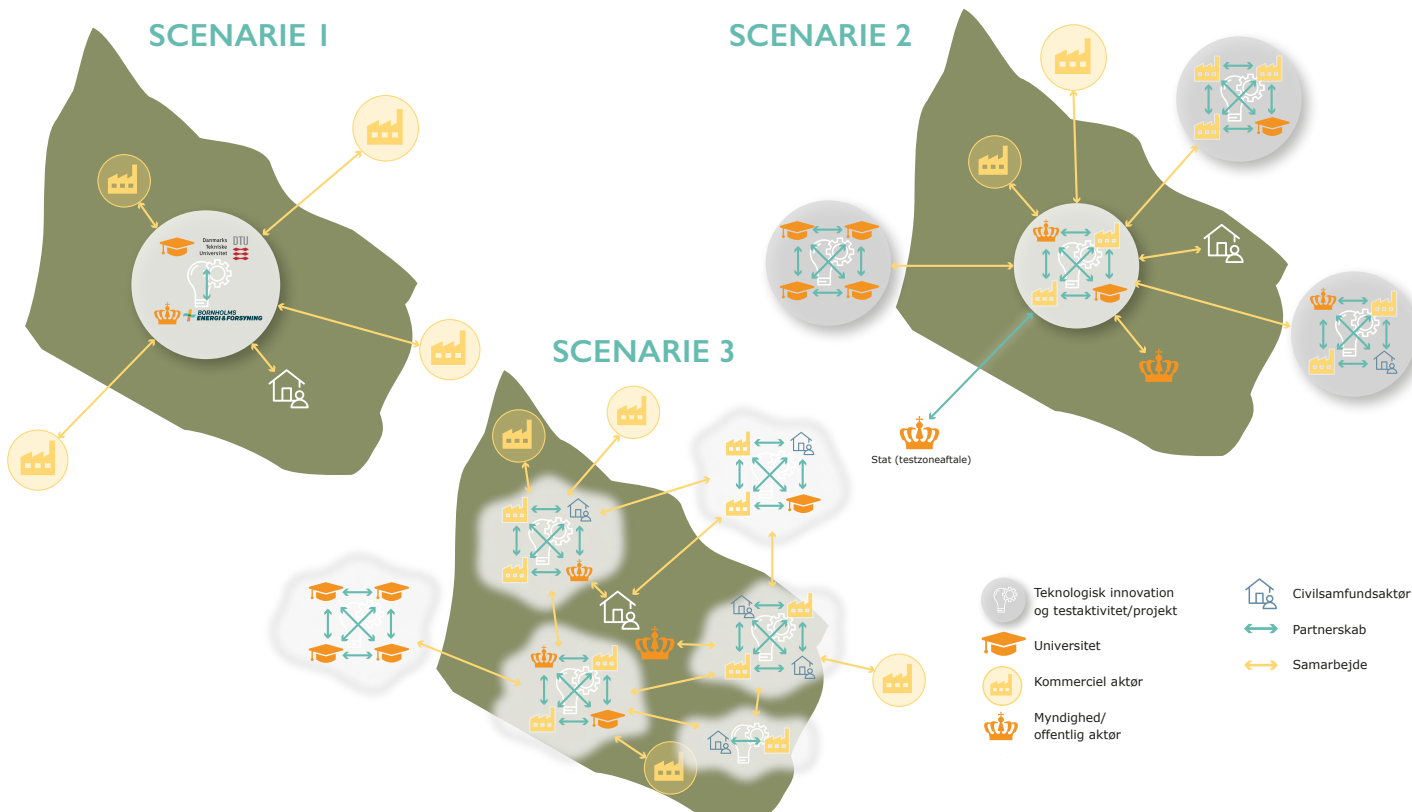 SCENARIE 1
SCENARIE 2
Danmarks
Tekniske
Universitet
DTU
BORNHOLMS
ENERGI & FORSYNING
SCENARIE 3
Stat (testzoneaftale)
Teknologisk innovation
og testaktivitet/projekt
Universitet
Kommerciel aktør
Myndighed/
offentlig aktør
Civilsamfundsaktør
Partnerskab
Samarbejde